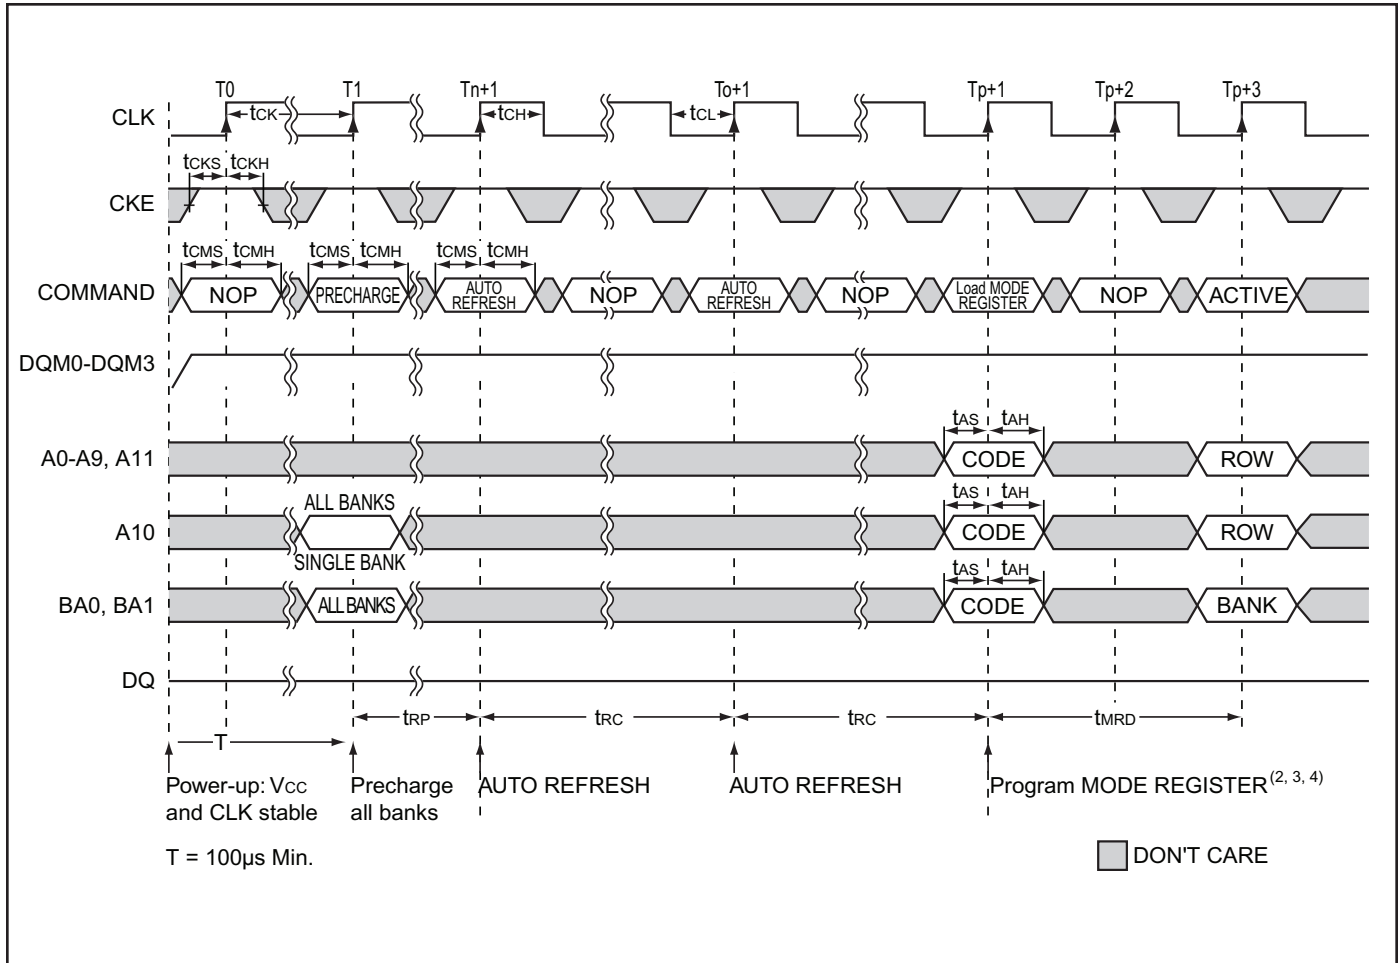 T0 T1 Tn+1 To+1 Tp+1 Tp+2 Tp+3
CLK tCK tCH tCL
tCKS tCKH
CKE
tCMS tCMH tCMS tCMH tCMS tCMH
COMMAND NOP PRECHARGE AUTO REFRESH NOP AUTO REFRESH NOP Load MODE REGISTER NOP ACTIVE
DQM0-DQM3
tAS tAH
A0-A9, A11 CODE ROW
ALL BANKS tAS tAH
A10 CODE ROW
SINGLE BANK tAS tAH
BA0, BA1 ALL BANKS CODE BANK
DQ
tRP tRC tRC tMRD
T
Power-up: VCC and CLK stable
Precharge all banks
AUTO REFRESH
AUTO REFRESH
Program MODE REGISTER(2, 3, 4)
T = 100µs Min.
DON'T CARE